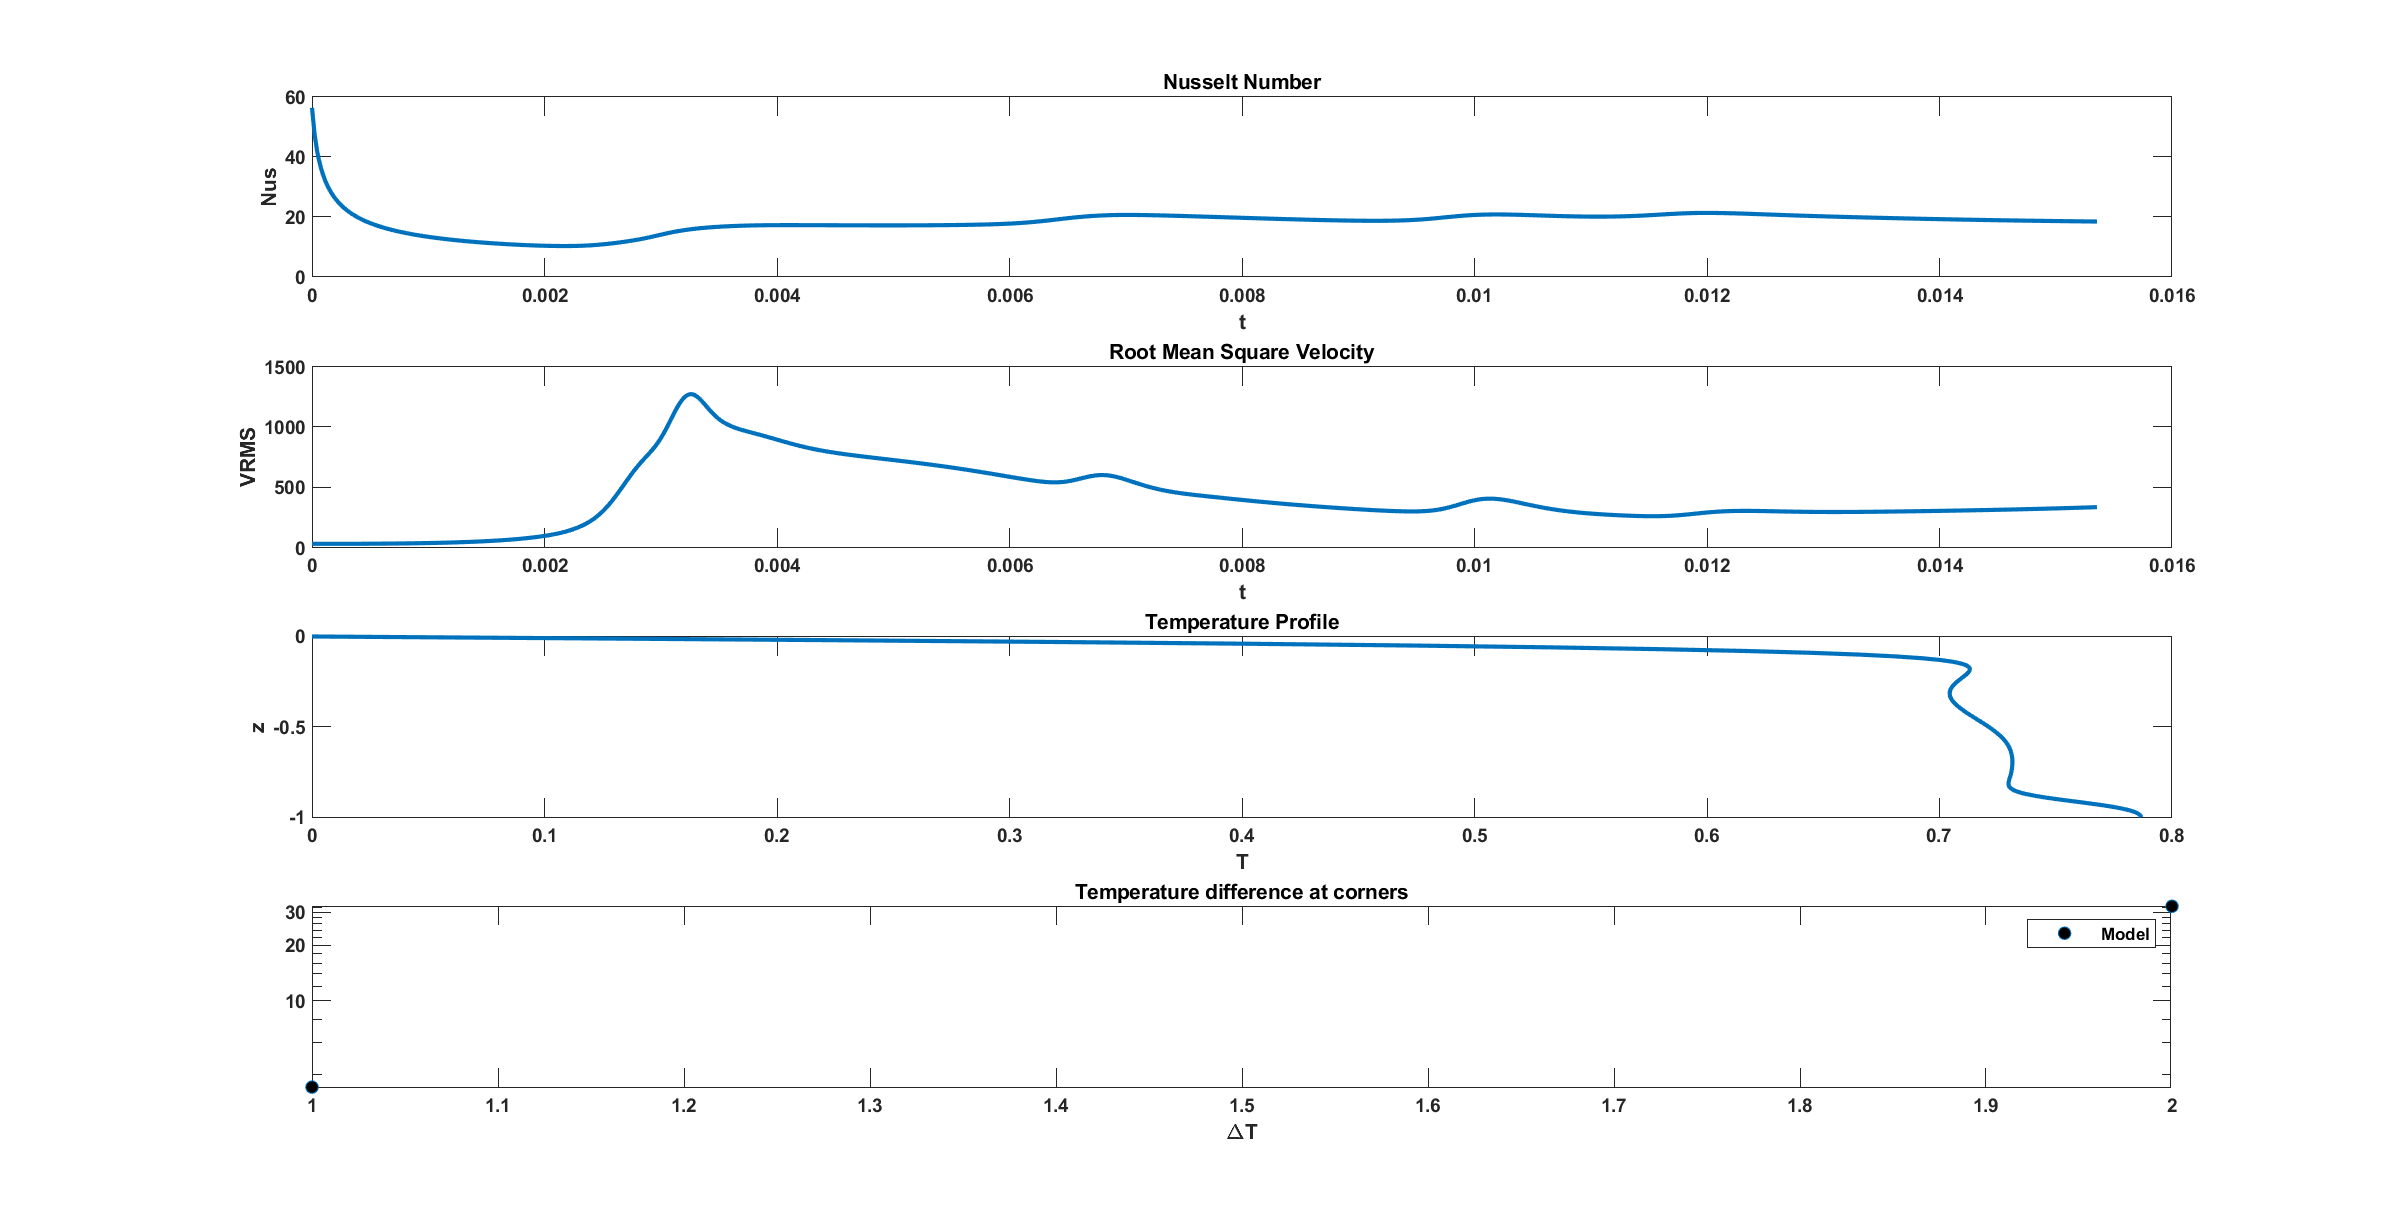 Nusselt Number
60
40
20
0
Nus
0 0.002 0.004 0.006 0.008 0.01 0.012 0.014 0.016
t
Root Mean Square Velocity
1500
1000
500
0
VRMS
0 0.002 0.004 0.006 0.008 0.01 0.012 0.014 0.016
t
Temperature Profile
0
-0.5
-1
z
0 0.1 0.2 0.3 0.4 0.5 0.6 0.7 0.8
T
Temperature difference at corners
30
20
10
Model
1 1.1 1.2 1.3 1.4 1.5 1.6 1.7 1.8 1.9 2
ΔT